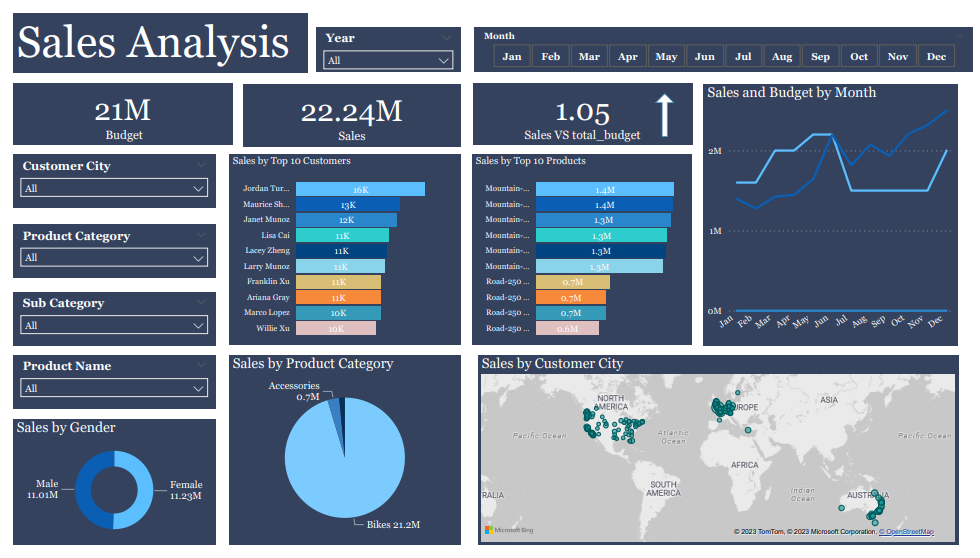 Sales Analysis
Year
All
Month
Jan Feb Mar Apr May Jun Jul Aug Sep Oct Nov Dec
21M
Budget
22.24M
Sales
1.05
Sales VS total_budget
Customer City
All
Product Category
All
Sub Category
All
Product Name
All
Sales by Top 10 Customers
Jordan Tur... 16K
Maurice Sh... 13K
Janet Munoz 12K
Lisa Cai 11K
Lacey Zheng 11K
Larry Munoz 11K
Franklin Xu 11K
Ariana Gray 11K
Marco Lopez 10K
Willie Xu 10K
Sales by Top 10 Products
Mountain-... 1.4M
Mountain-... 1.4M
Mountain-... 1.3M
Mountain-... 1.3M
Mountain-... 1.3M
Mountain-... 1.3M
Road-250 ... 0.7M
Road-250 ... 0.7M
Road-250 ... 0.7M
Road-250 ... 0.6M
Sales and Budget by Month
2M
1M
0M
Jan Feb Mar Apr May Jun Jul Aug Sep Oct Nov Dec
Sales by Gender
Male
11.01M
Female
11.23M
Sales by Product Category
Accessories
0.7M
Bikes 21.2M
Sales by Customer City
NORTH
AMERICA
EUROPE
ASIA
Pacific Ocean
Atlantic
Ocean
Pacific Ocean
AFRICA
SOUTH
AMERICA
Indian
Ocean
RALIA
AUSTRALIA
Microsoft Bing
© 2023 TomTom, © 2023 Microsoft Corporation, © OpenStreetMap